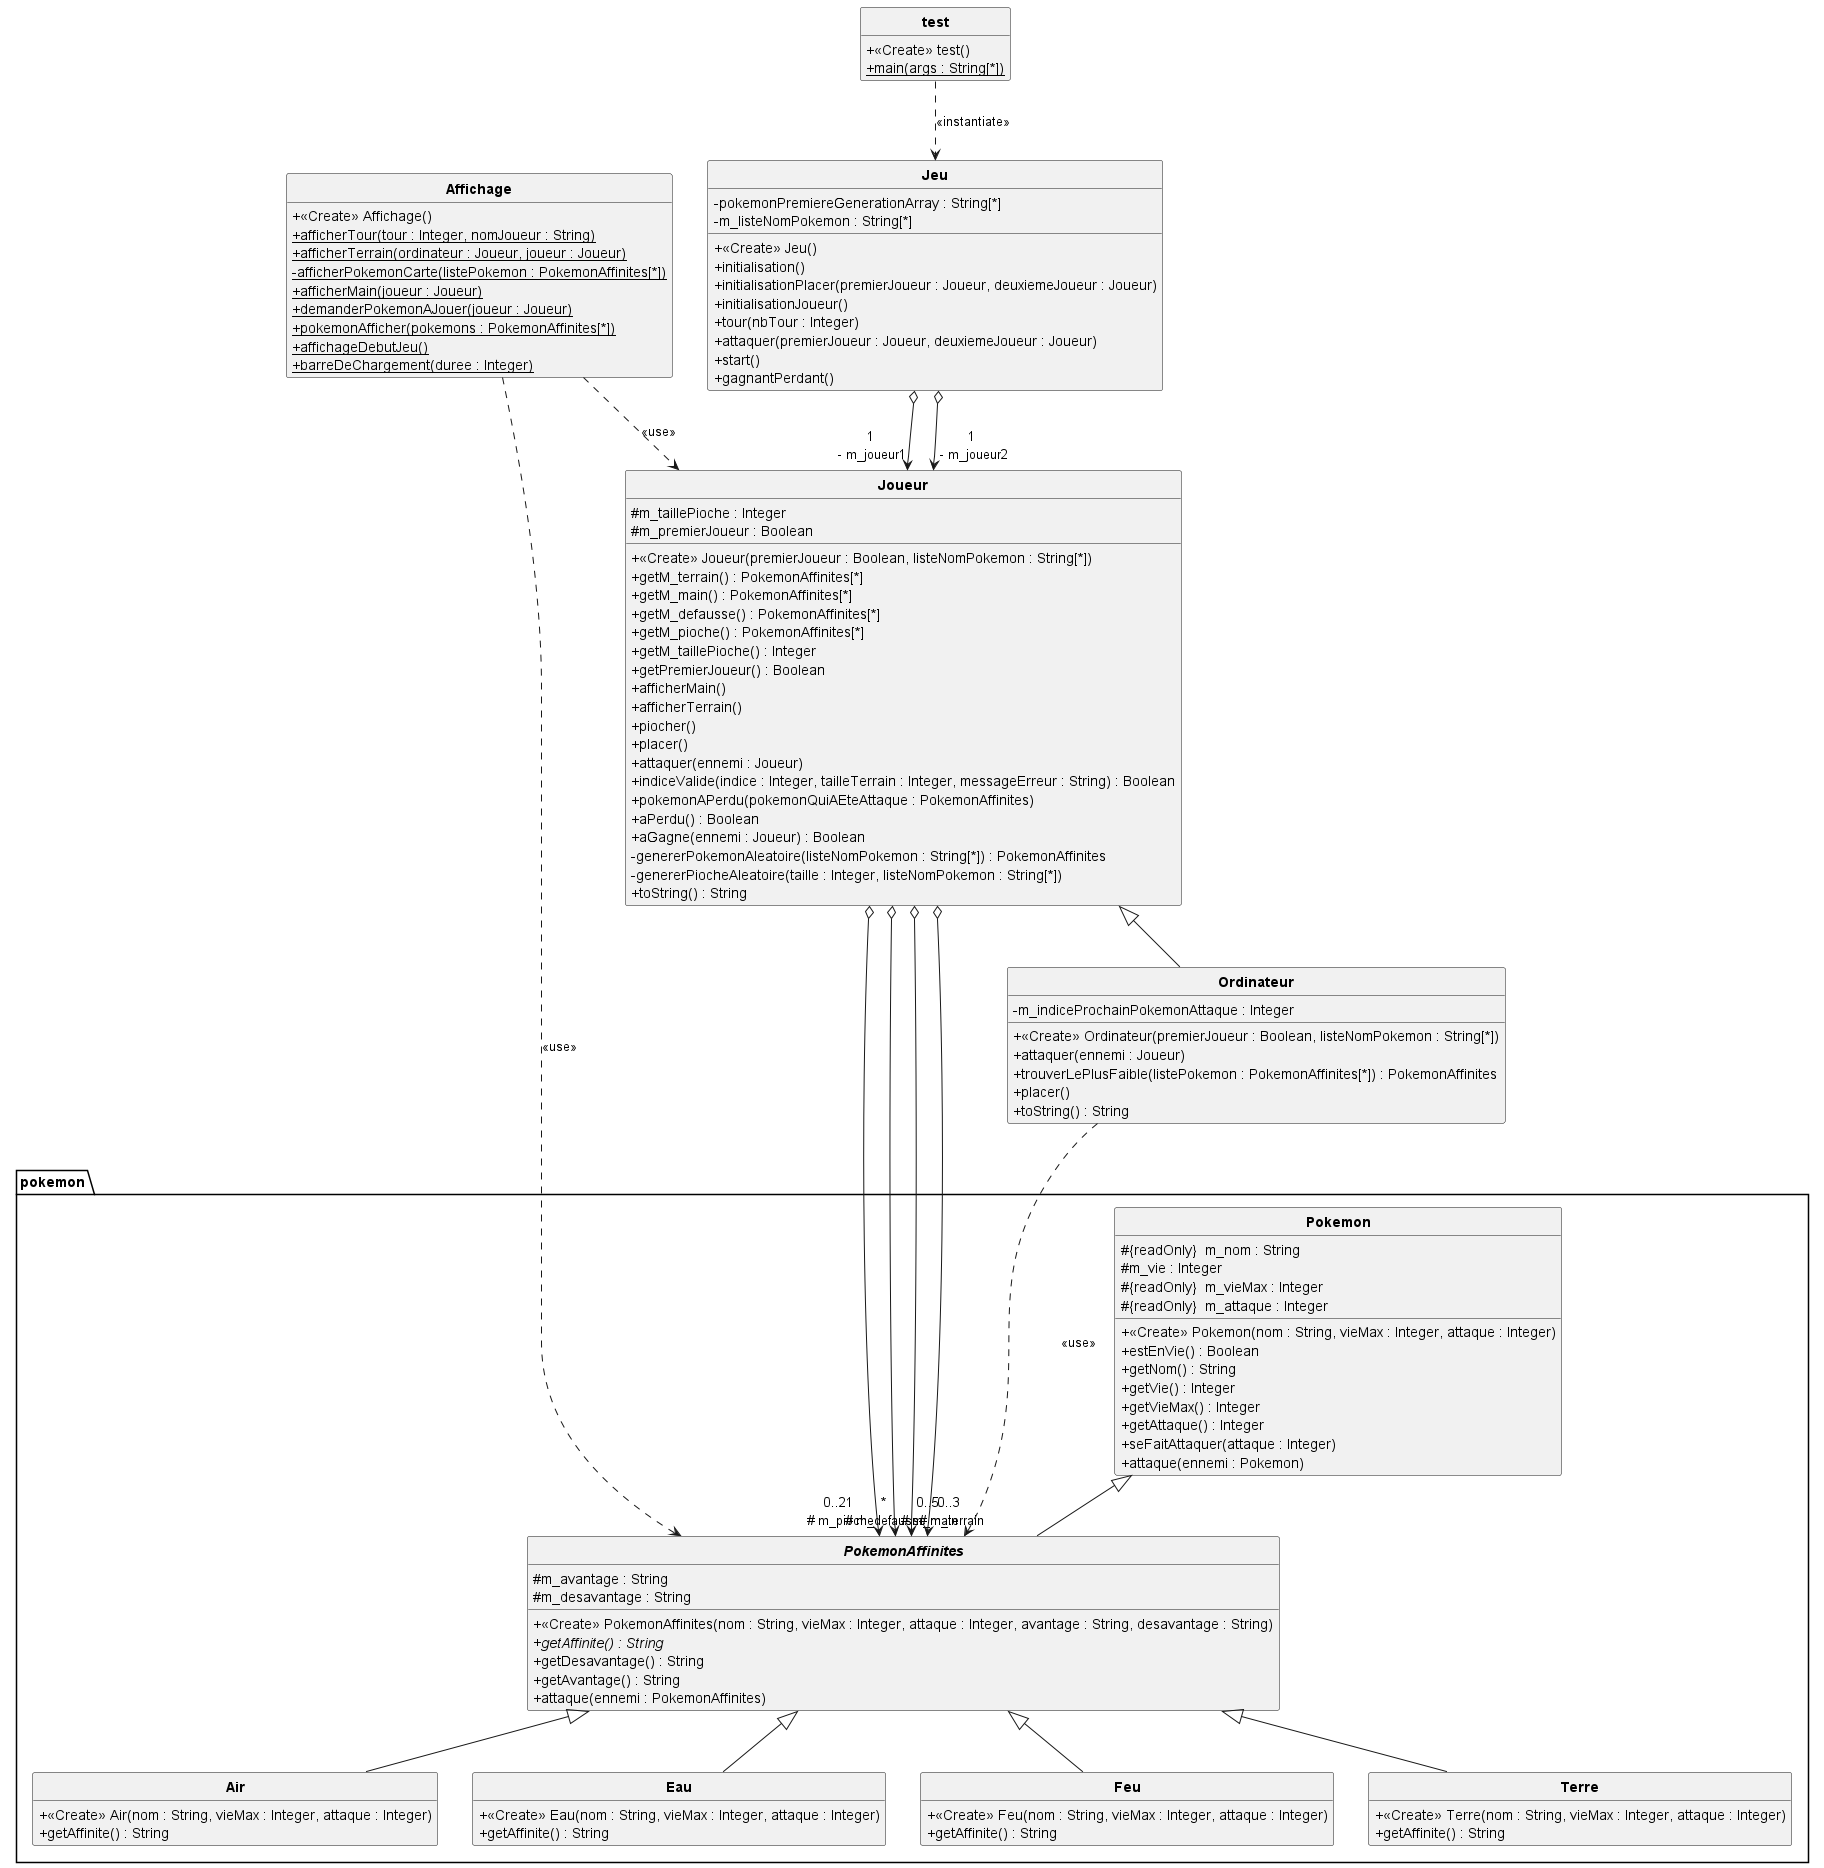 test
+«Create» test()
+main(args : String[*])
«instantiate»
Affichage
+«Create» Affichage()
+afficherTour(tour : Integer, nomJoueur : String)
+afficherTerrain(ordinateur : Joueur, joueur : Joueur)
-afficherPokemonCarte(listePokemon : PokemonAffinites[*])
+afficherMain(joueur : Joueur)
+demanderPokemonAJouer(joueur : Joueur)
+pokemonAfficher(pokemons : PokemonAffinites[*])
+affichageDebutJeu()
+barreDeChargement(duree : Integer)
Jeu
-pokemonPremiereGenerationArray : String[*]
-m_listeNomPokemon : String[*]
+«Create» Jeu()
+initialisation()
+initialisationPlacer(premierJoueur : Joueur, deuxiemeJoueur : Joueur)
+initialisationJoueur()
+tour(nbTour : Integer)
+attaquer(premierJoueur : Joueur, deuxiemeJoueur : Joueur)
+start()
+gagnantPerdant()
«use»
1
- m_joueur1
1
- m_joueur2
Joueur
#m_taillePioche : Integer
#m_premierJoueur : Boolean
+«Create» Joueur(premierJoueur : Boolean, listeNomPokemon : String[*])
+getM_terrain() : PokemonAffinites[*]
+getM_main() : PokemonAffinites[*]
+getM_defausse() : PokemonAffinites[*]
+getM_pioche() : PokemonAffinites[*]
+getM_taillePioche() : Integer
+getPremierJoueur() : Boolean
+afficherMain()
+afficherTerrain()
+piocher()
+placer()
+attaquer(ennemi : Joueur)
+indiceValide(indice : Integer, tailleTerrain : Integer, messageErreur : String) : Boolean
+pokemonAPerdu(pokemonQuiAEteAttaque : PokemonAffinites)
+aPerdu() : Boolean
+aGagne(ennemi : Joueur) : Boolean
-genererPokemonAleatoire(listeNomPokemon : String[*]) : PokemonAffinites
-genererPiocheAleatoire(taille : Integer, listeNomPokemon : String[*])
+toString() : String
Ordinateur
-m_indiceProchainPokemonAttaque : Integer
+«Create» Ordinateur(premierJoueur : Boolean, listeNomPokemon : String[*])
+attaquer(ennemi : Joueur)
+trouverLePlusFaible(listePokemon : PokemonAffinites[*]) : PokemonAffinites
+placer()
+toString() : String
«use»
pokemon
Pokemon
#{readOnly} m_nom : String
#m_vie : Integer
#{readOnly} m_vieMax : Integer
#{readOnly} m_attaque : Integer
+«Create» Pokemon(nom : String, vieMax : Integer, attaque : Integer)
+estEnVie() : Boolean
+getNom() : String
+getVie() : Integer
+getVieMax() : Integer
+getAttaque() : Integer
+seFaitAttaquer(attaque : Integer)
+attaque(ennemi : Pokemon)
«use»
0..21 * 0..5 0..3
PokemonAffinites
#m_avantage : String
#m_desavantage : String
+«Create» PokemonAffinites(nom : String, vieMax : Integer, attaque : Integer, avantage : String, desavantage : String)
+getAffinite() : String
+getDesavantage() : String
+getAvantage() : String
+attaque(ennemi : PokemonAffinites)
Air
+«Create» Air(nom : String, vieMax : Integer, attaque : Integer)
+getAffinite() : String
Eau
+«Create» Eau(nom : String, vieMax : Integer, attaque : Integer)
+getAffinite() : String
Feu
+«Create» Feu(nom : String, vieMax : Integer, attaque : Integer)
+getAffinite() : String
Terre
+«Create» Terre(nom : String, vieMax : Integer, attaque : Integer)
+getAffinite() : String